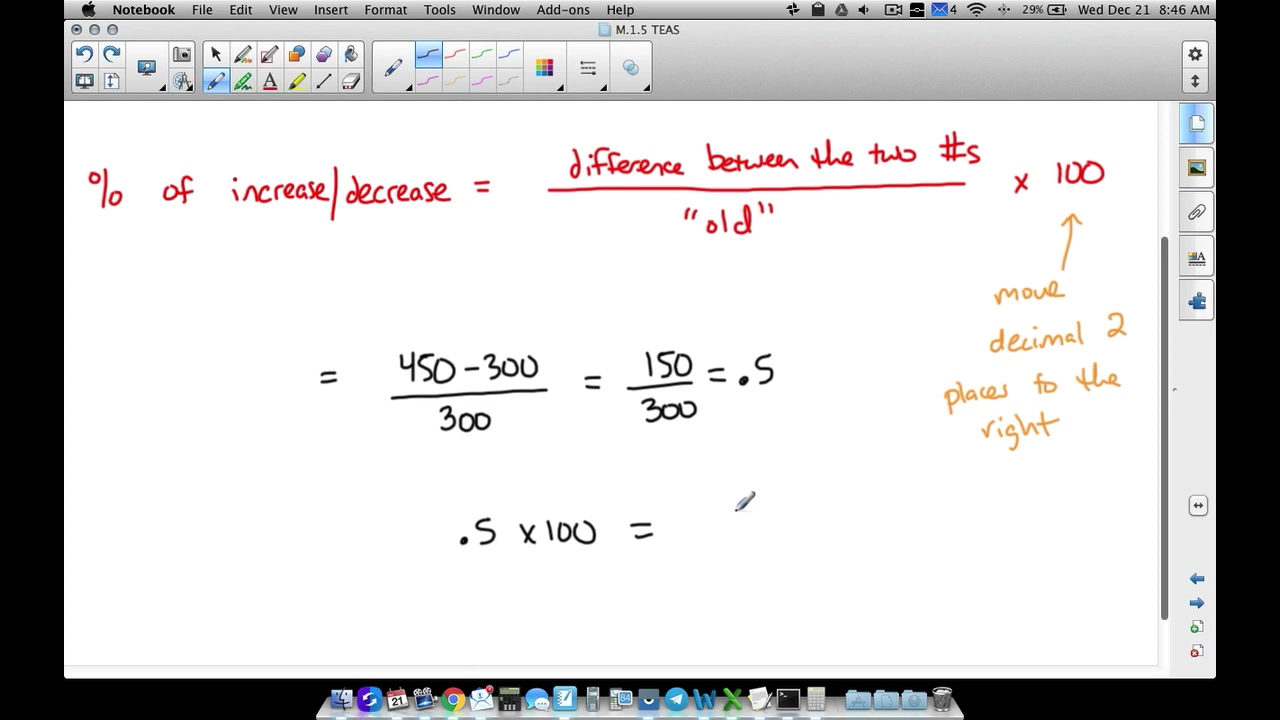 Notebook File Edit View Insert Format Tools Window Add-ons Help 4 29% Wed Dec 21 8:46 AM
M.1.5 TEAS
difference between the two #s
% of increase/decrease = x 100
"old"
move
decimal 2
places to the
right
450-300 150
= = = .5
300 300
.5 x100 =